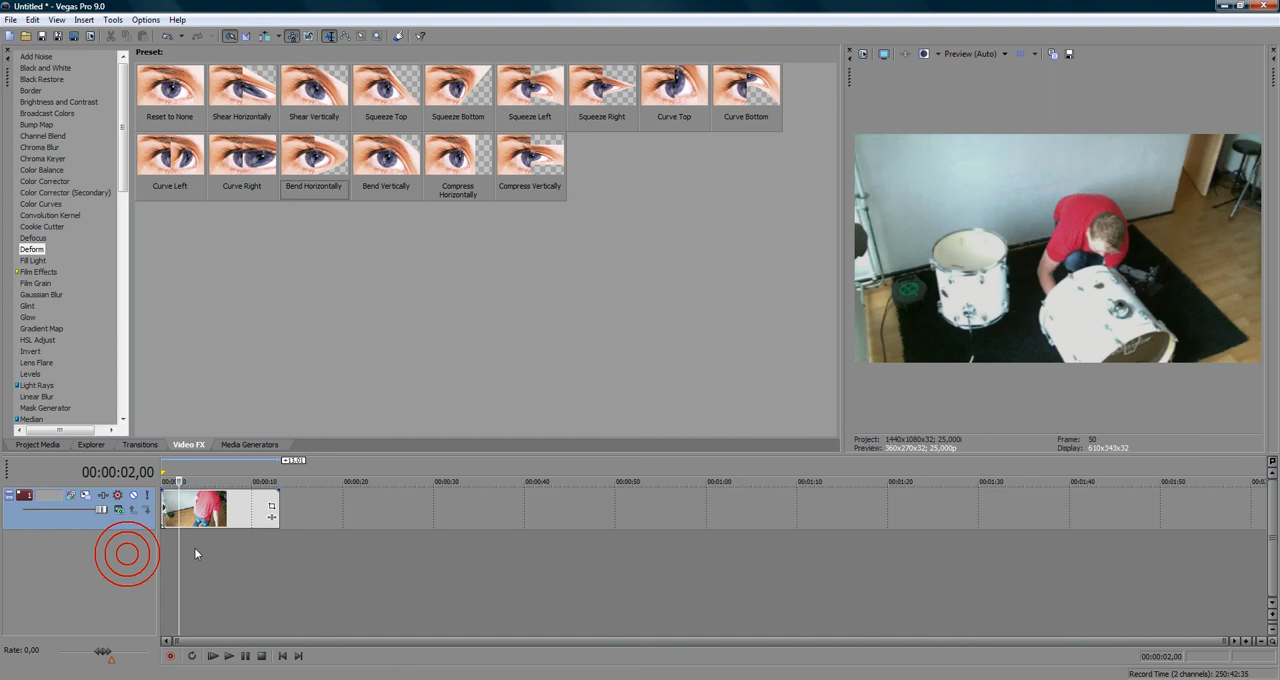 Untitled * - Vegas Pro 9.0
File Edit View Insert Tools Options Help
Add Noise
Black and White
Black Restore
Border
Brightness and Contrast
Broadcast Colors
Bump Map
Channel Blend
Chroma Blur
Chroma Keyer
Color Balance
Color Corrector
Color Corrector (Secondary)
Color Curves
Convolution Kernel
Cookie Cutter
Defocus
Deform
Fill Light
Film Effects
Film Grain
Gaussian Blur
Glint
Glow
Gradient Map
HSL Adjust
Invert
Lens Flare
Levels
Light Rays
Linear Blur
Mask Generator
Median
Preset:
Reset to None Shear Horizontally Shear Vertically Squeeze Top Squeeze Bottom Squeeze Left Squeeze Right Curve Top Curve Bottom
Curve Left Curve Right Bend Horizontally Bend Vertically Compress Horizontally Compress Vertically
Preview (Auto)
Project: 1440x1080x32; 25,000i
Preview: 360x270x32; 25,000p
Frame: 50
Display: 610x343x32
Project Media Explorer Transitions Video FX Media Generators
00:00:02,00
+13.01
00:00:10 00:00:20 00:00:30 00:00:40 00:00:50 00:01:00 00:01:10 00:01:20 00:01:30 00:01:40 00:01:50
1
Rate: 0,00
00:00:02,00
Record Time (2 channels): 250:42:35